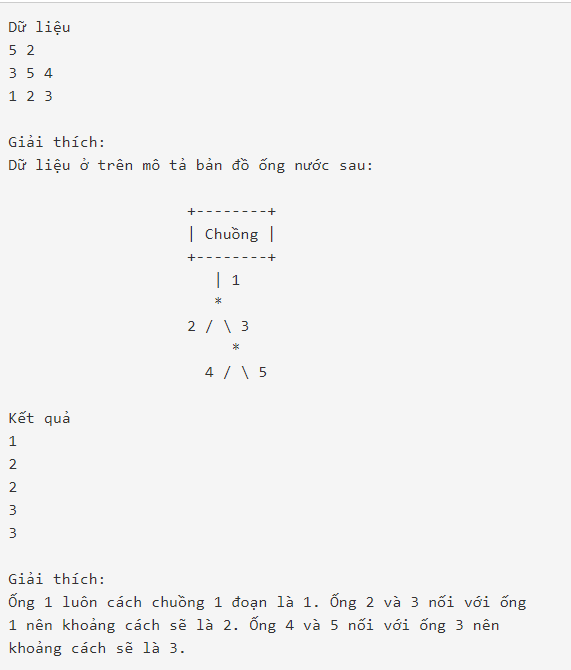 Dữ liệu
5 2
3 5 4
1 2 3
Giải thích:
Dữ liệu ở trên mô tả bản đồ ống nước sau:
+--------+
| Chuồng |
+--------+
| 1
*
2 / \ 3
*
4 / \ 5
Kết quả
1
2
2
3
3
Giải thích:
Ống 1 luôn cách chuồng 1 đoạn là 1. Ống 2 và 3 nối với ống
1 nên khoảng cách sẽ là 2. Ống 4 và 5 nối với ống 3 nên
khoảng cách sẽ là 3.